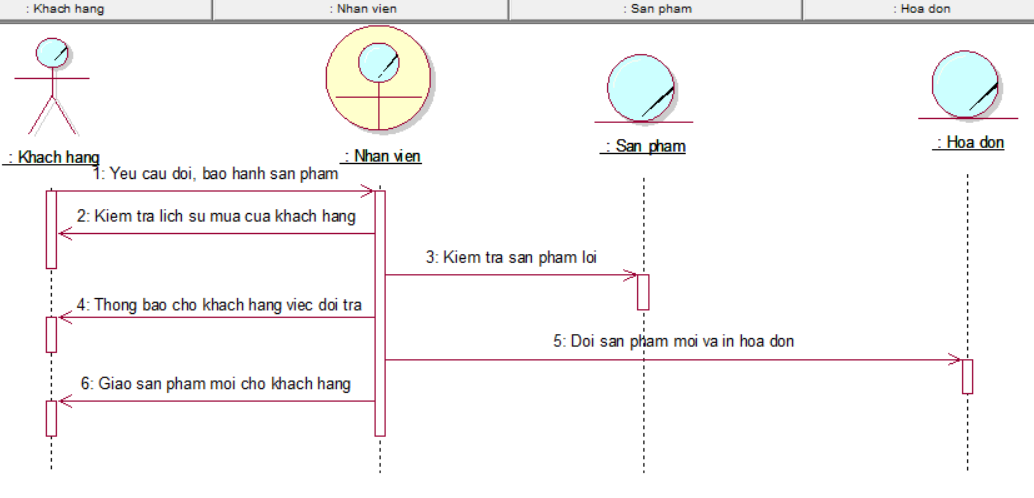 : Khach hang
: Nhan vien
: San pham
: Hoa don
: Khach hang
: Nhan vien
: San pham
: Hoa don
1: Yeu cau doi, bao hanh san pham
2: Kiem tra lich su mua cua khach hang
3: Kiem tra san pham loi
4: Thong bao cho khach hang viec doi tra
5: Doi san pham moi va in hoa don
6: Giao san pham moi cho khach hang